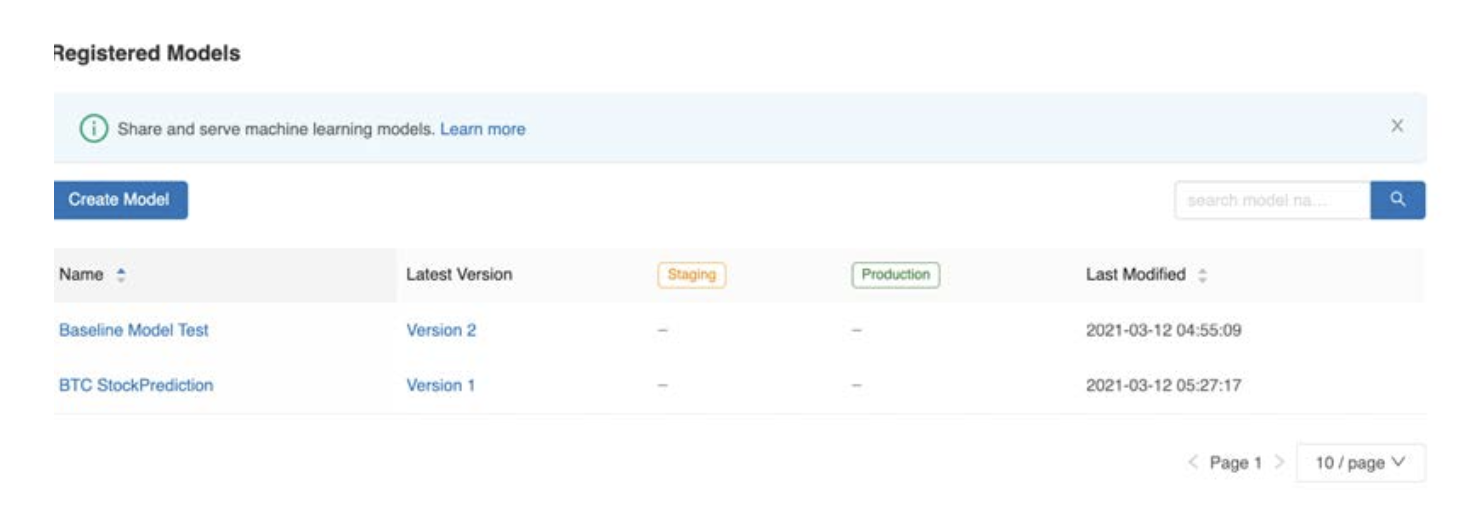 Registered Models
Share and serve machine learning models. Learn more
Create Model
search model na...
Name Latest Version Staging Production Last Modified
Baseline Model Test Version 2 – – 2021-03-12 04:55:09
BTC StockPrediction Version 1 – – 2021-03-12 05:27:17
< Page 1 > 10 / page